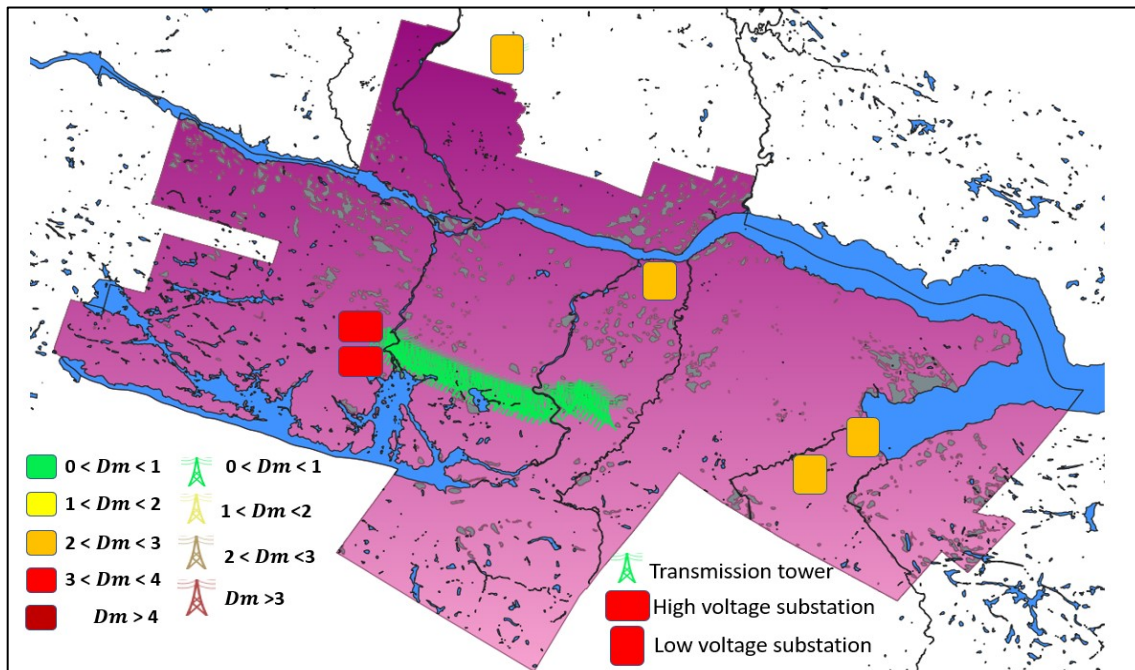 0 < Dm < 1
1 < Dm < 2
2 < Dm < 3
3 < Dm < 4
Dm > 4
0 < Dm < 1
1 < Dm <2
2 < Dm <3
Dm >3
Transmission tower
High voltage substation
Low voltage substation